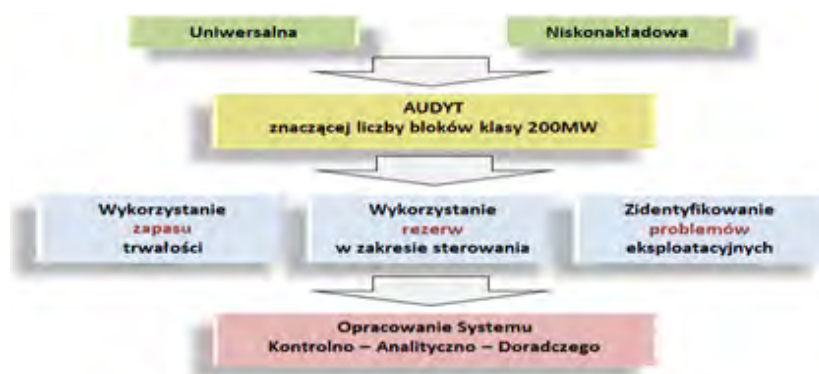 Uniwersalna
Niskonakładowa
AUDYT
znaczącej liczby bloków klasy 200MW
Wykorzystanie
zapasu
trwałości
Wykorzystanie
rezerw
w zakresie sterowania
Zidentyfikowanie
problemów
eksploatacyjnych
Opracowanie Systemu
Kontrolno – Analityczno – Doradczego